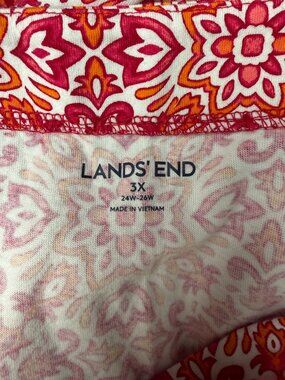 LANDS' END
3X
24W-26W
MADE IN VIETNAM